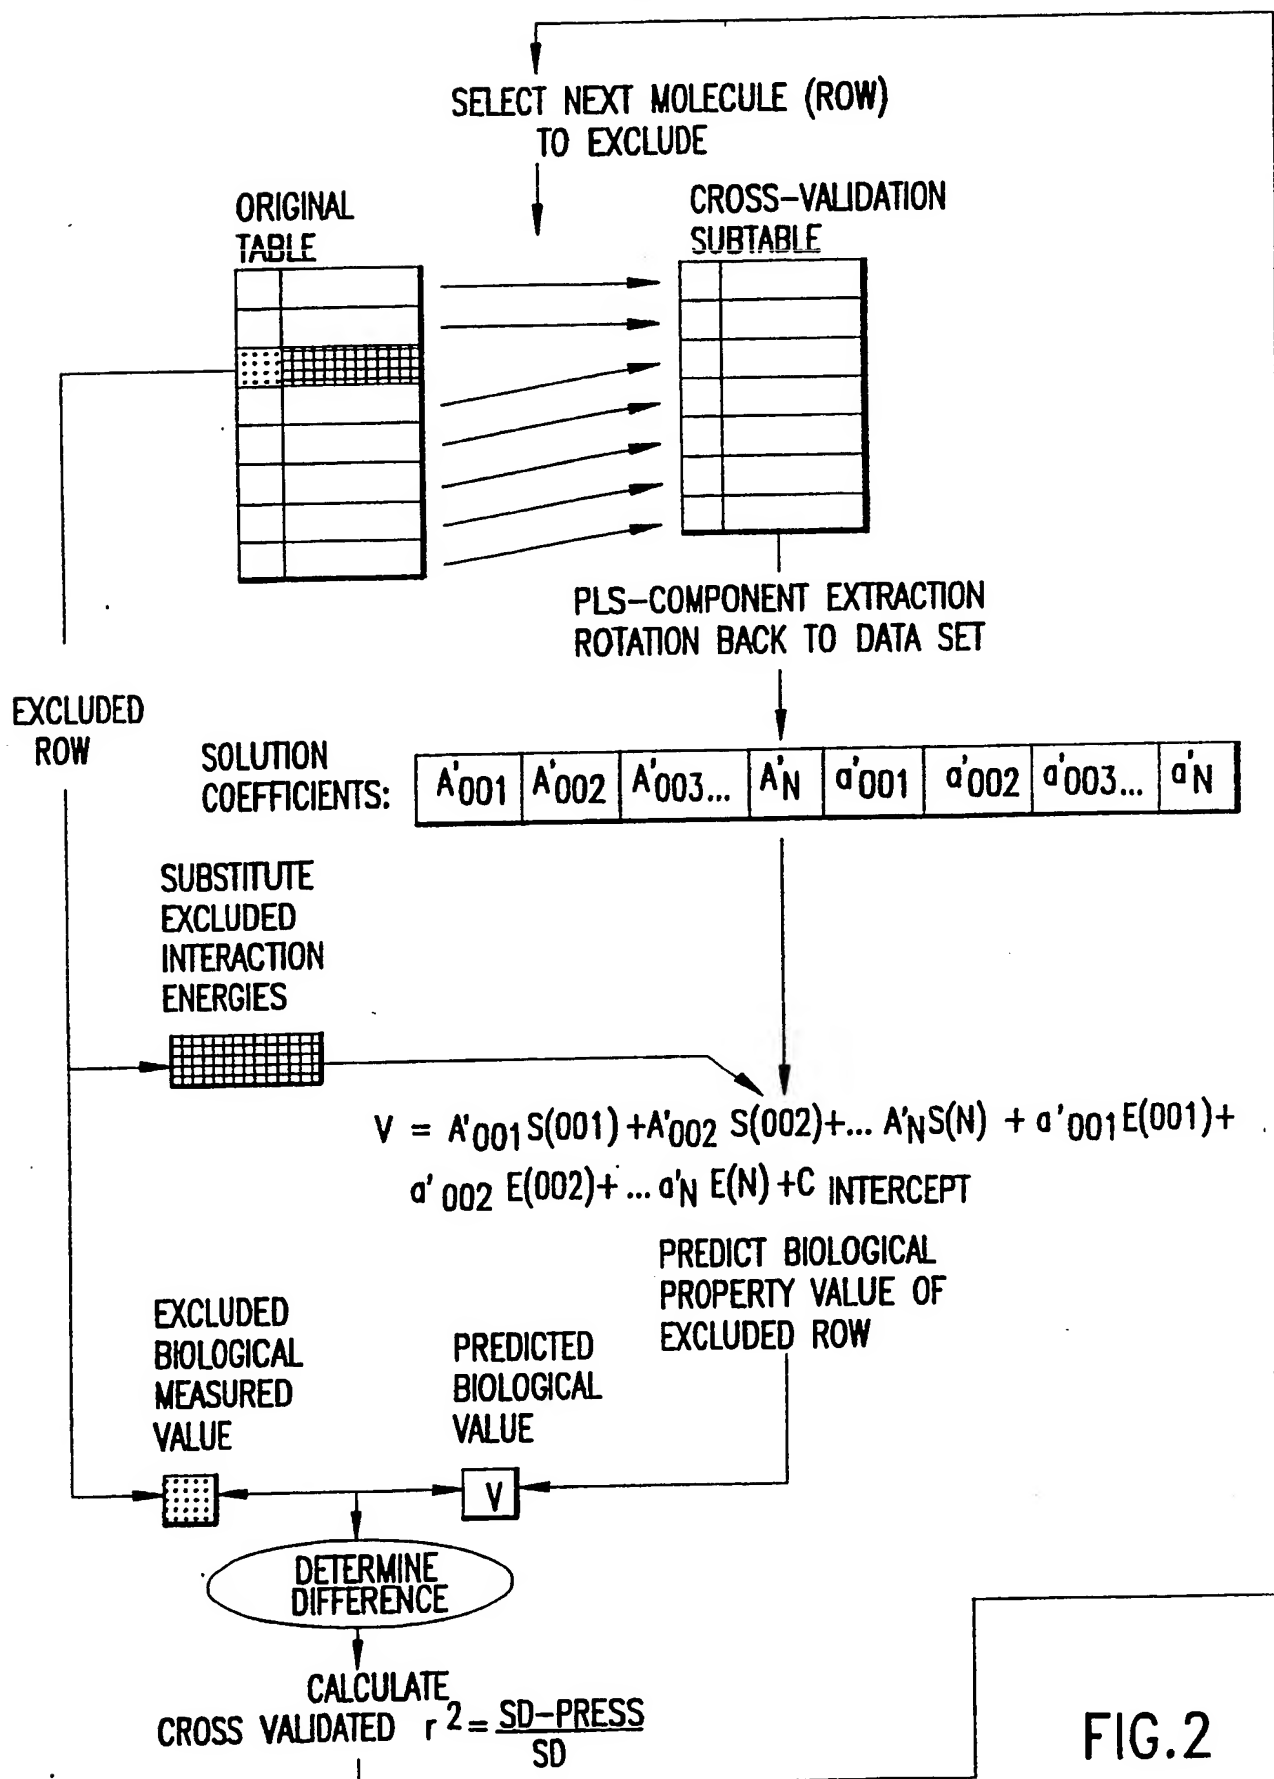 SELECT NEXT MOLECULE (ROW)
TO EXCLUDE
ORIGINAL
TABLE
CROSS-VALIDATION
SUBTABLE
PLS-COMPONENT EXTRACTION
ROTATION BACK TO DATA SET
EXCLUDED
ROW
SOLUTION
COEFFICIENTS:
A'001 A'002 A'003... A'N a'001 a'002 a'003... a'N
SUBSTITUTE
EXCLUDED
INTERACTION
ENERGIES
V = A'001 S(001) +A'002 S(002)+... A'N S(N) + a'001 E(001)+
a'002 E(002)+ ... a'N E(N) +C INTERCEPT
PREDICT BIOLOGICAL
PROPERTY VALUE OF
EXCLUDED ROW
EXCLUDED
BIOLOGICAL
MEASURED
VALUE
PREDICTED
BIOLOGICAL
VALUE
V
DETERMINE
DIFFERENCE
CALCULATE
CROSS VALIDATED r 2 = SD-PRESS
SD
FIG.2